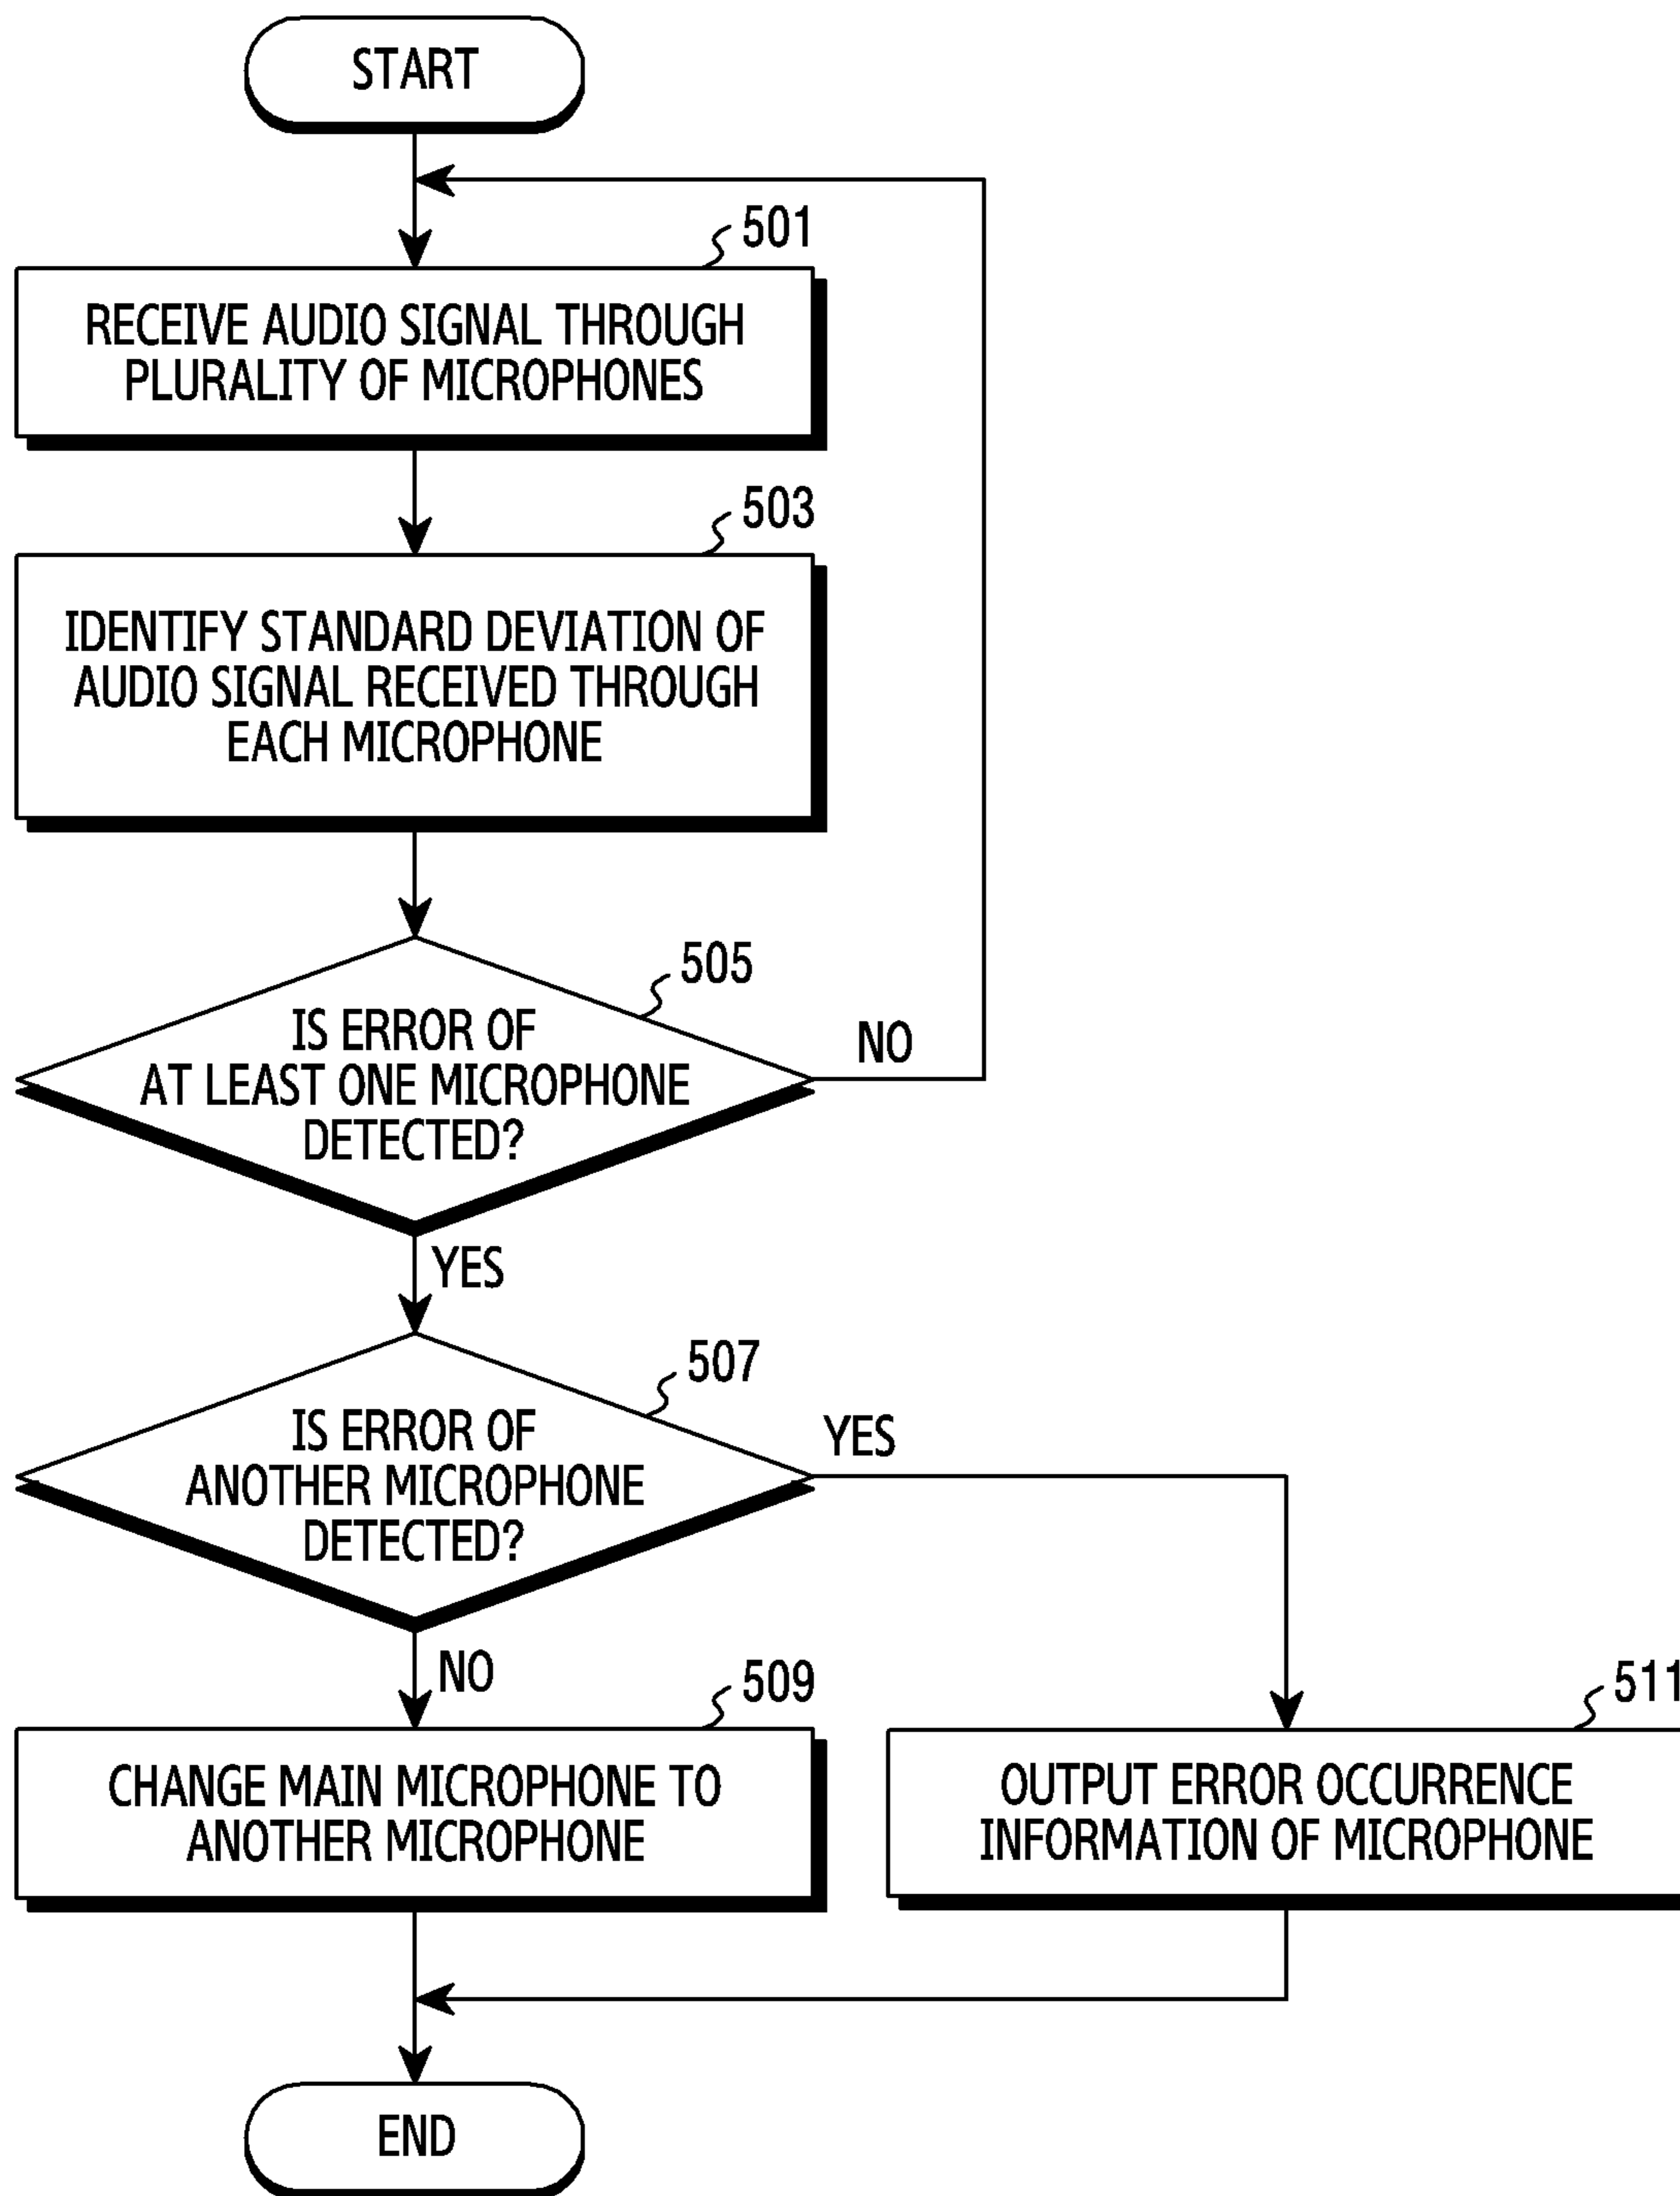 START
501
RECEIVE AUDIO SIGNAL THROUGH
PLURALITY OF MICROPHONES
503
IDENTIFY STANDARD DEVIATION OF
AUDIO SIGNAL RECEIVED THROUGH
EACH MICROPHONE
505
IS ERROR OF
AT LEAST ONE MICROPHONE
DETECTED?
NO
YES
507
IS ERROR OF
ANOTHER MICROPHONE
DETECTED?
YES
NO
509
CHANGE MAIN MICROPHONE TO
ANOTHER MICROPHONE
511
OUTPUT ERROR OCCURRENCE
INFORMATION OF MICROPHONE
END